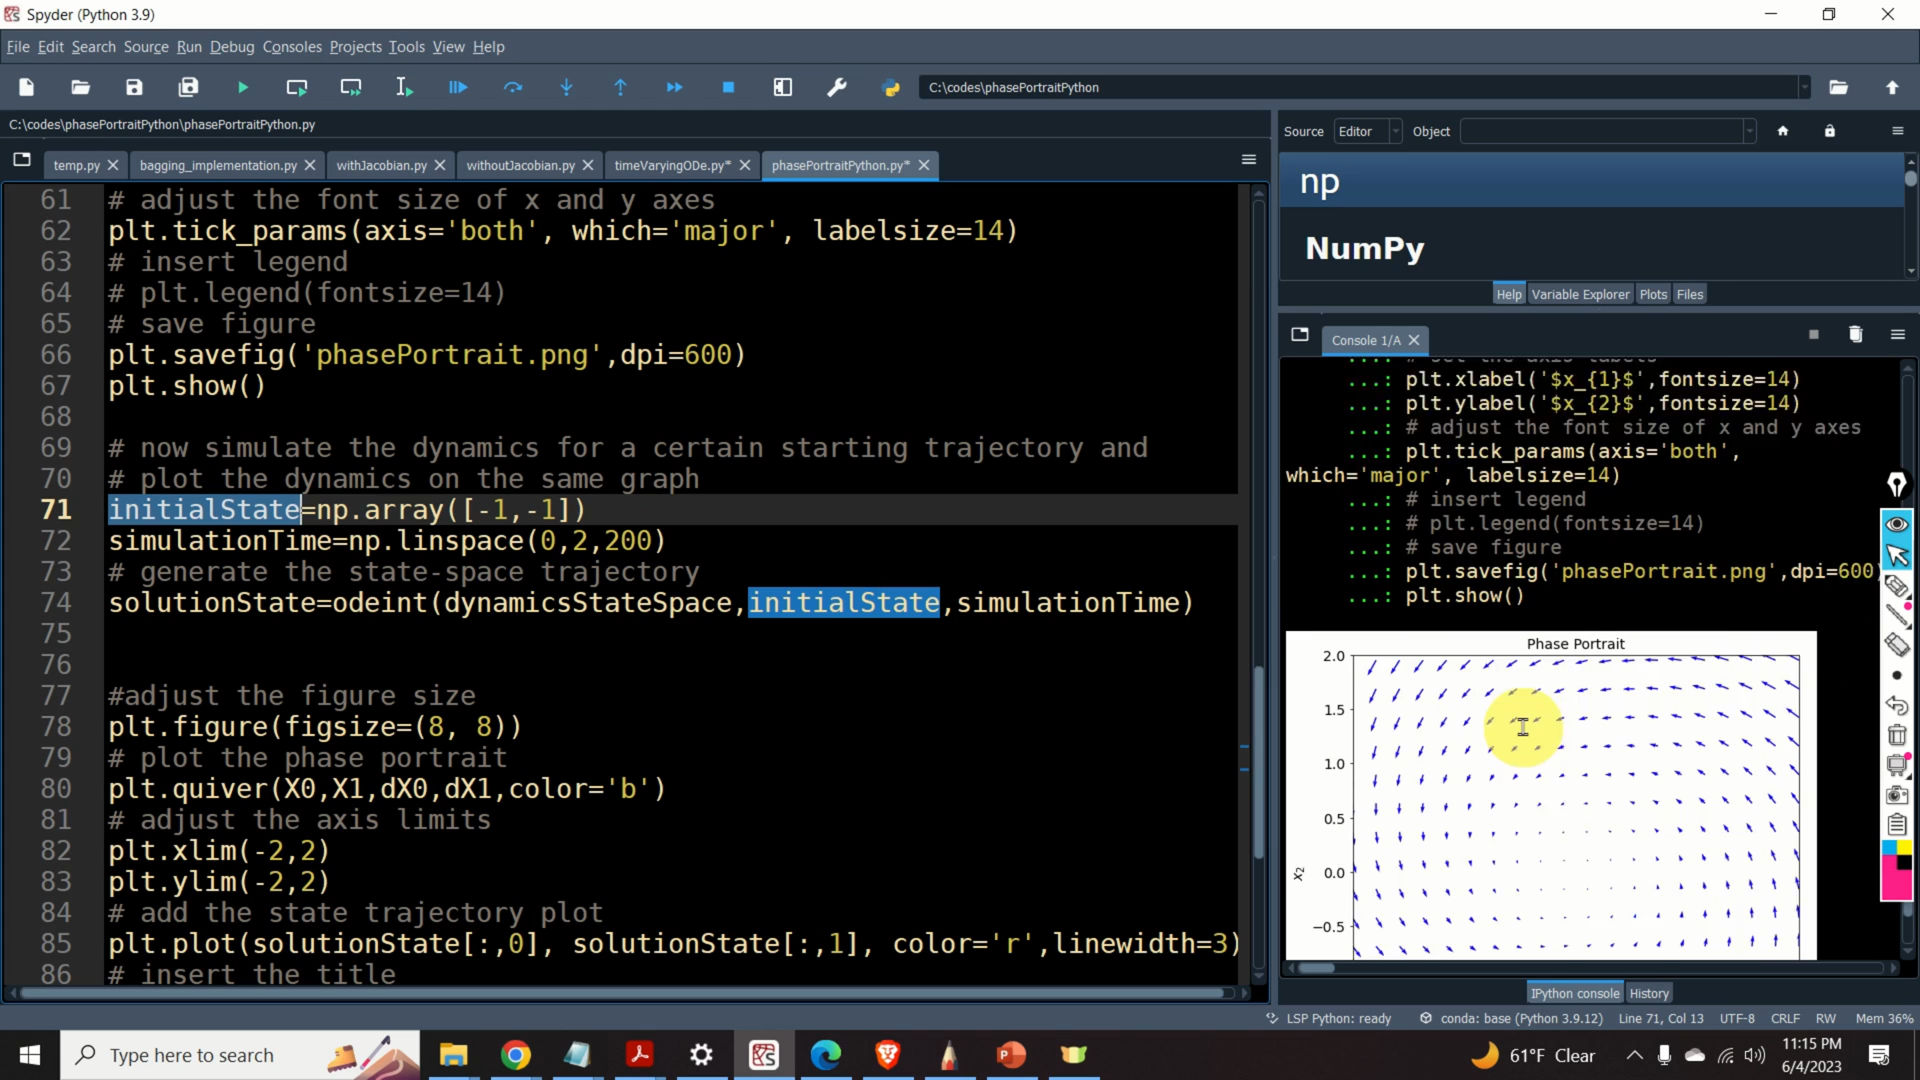 Spyder (Python 3.9)
File Edit Search Source Run Debug Consoles Projects Tools View Help
C:\codes\phasePortraitPython
C:\codes\phasePortraitPython\phasePortraitPython.py
temp.py bagging_implementation.py withJacobian.py withoutJacobian.py timeVaryingODe.py* phasePortraitPython.py*
61 # adjust the font size of x and y axes
62 plt.tick_params(axis='both', which='major', labelsize=14)
63 # insert legend
64 # plt.legend(fontsize=14)
65 # save figure
66 plt.savefig('phasePortrait.png',dpi=600)
67 plt.show()
68
69 # now simulate the dynamics for a certain starting trajectory and
70 # plot the dynamics on the same graph
71 initialState=np.array([-1,-1])
72 simulationTime=np.linspace(0,2,200)
73 # generate the state-space trajectory
74 solutionState=odeint(dynamicsStateSpace,initialState,simulationTime)
75
76
77 #adjust the figure size
78 plt.figure(figsize=(8, 8))
79 # plot the phase portrait
80 plt.quiver(X0,X1,dX0,dX1,color='b')
81 # adjust the axis limits
82 plt.xlim(-2,2)
83 plt.ylim(-2,2)
84 # add the state trajectory plot
85 plt.plot(solutionState[:,0], solutionState[:,1], color='r',linewidth=3)
86 # insert the title
Source Editor Object
np
NumPy
Help Variable Explorer Plots Files
Console 1/A
...: # set the axis labels
...: plt.xlabel('$x_{1}$',fontsize=14)
...: plt.ylabel('$x_{2}$',fontsize=14)
...: # adjust the font size of x and y axes
...: plt.tick_params(axis='both',
which='major', labelsize=14)
...: # insert legend
...: # plt.legend(fontsize=14)
...: # save figure
...: plt.savefig('phasePortrait.png',dpi=600
...: plt.show()
Phase Portrait
2.0
1.5
1.0
0.5
x2 0.0
−0.5
IPython console History
LSP Python: ready conda: base (Python 3.9.12) Line 71, Col 13 UTF-8 CRLF RW Mem 36%
Type here to search
61°F Clear
11:15 PM
6/4/2023